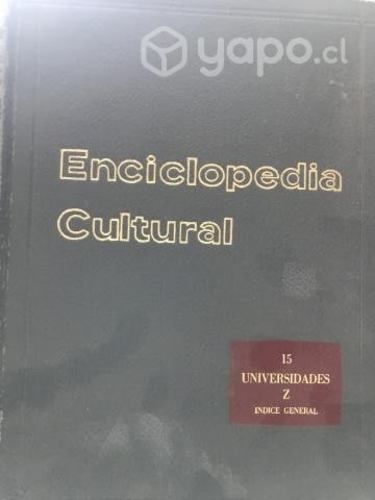 yapo.cl
Enciclopedia
Cultural
15
UNIVERSIDADES
Z
INDICE GENERAL